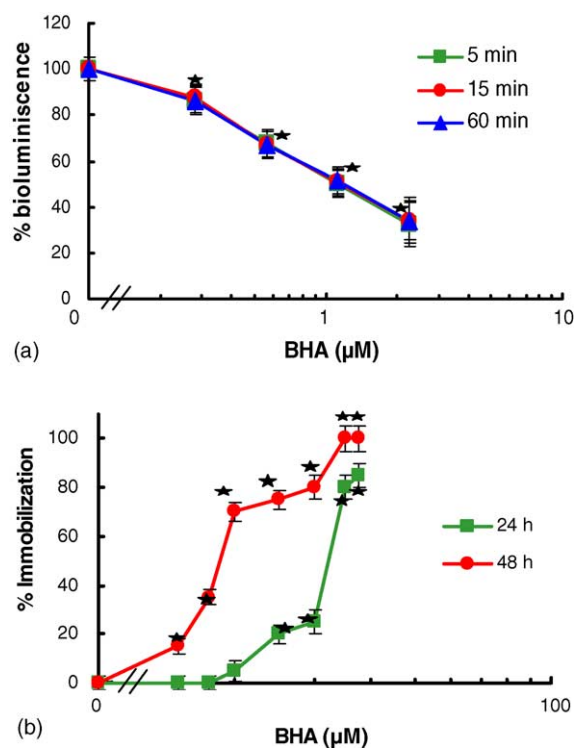 120
100
80
60
40
20
0
% bioluminiscence
5 min
15 min
60 min
0
1
10
BHA (µM)
(a)
100
80
60
40
20
0
% Immobilization
24 h
48 h
0
100
BHA (µM)
(b)